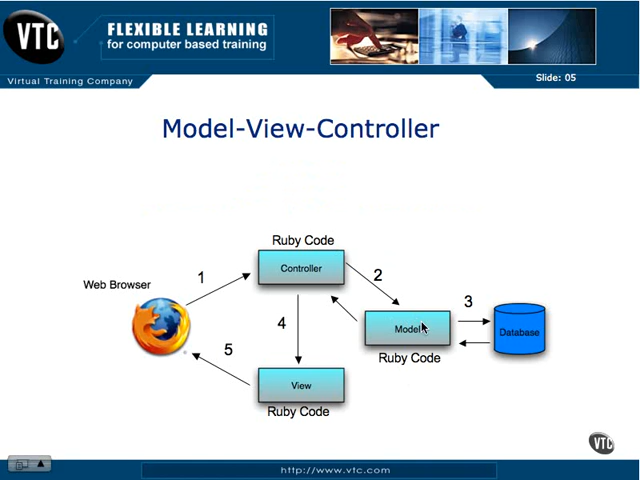 VTC
FLEXIBLE LEARNING
for computer based training
Virtual Training Company
Slide: 05
Model-View-Controller
Ruby Code
Controller
Web Browser
1
2
3
Model
Database
4
5
Ruby Code
View
Ruby Code
VTC
http://www.vtc.com